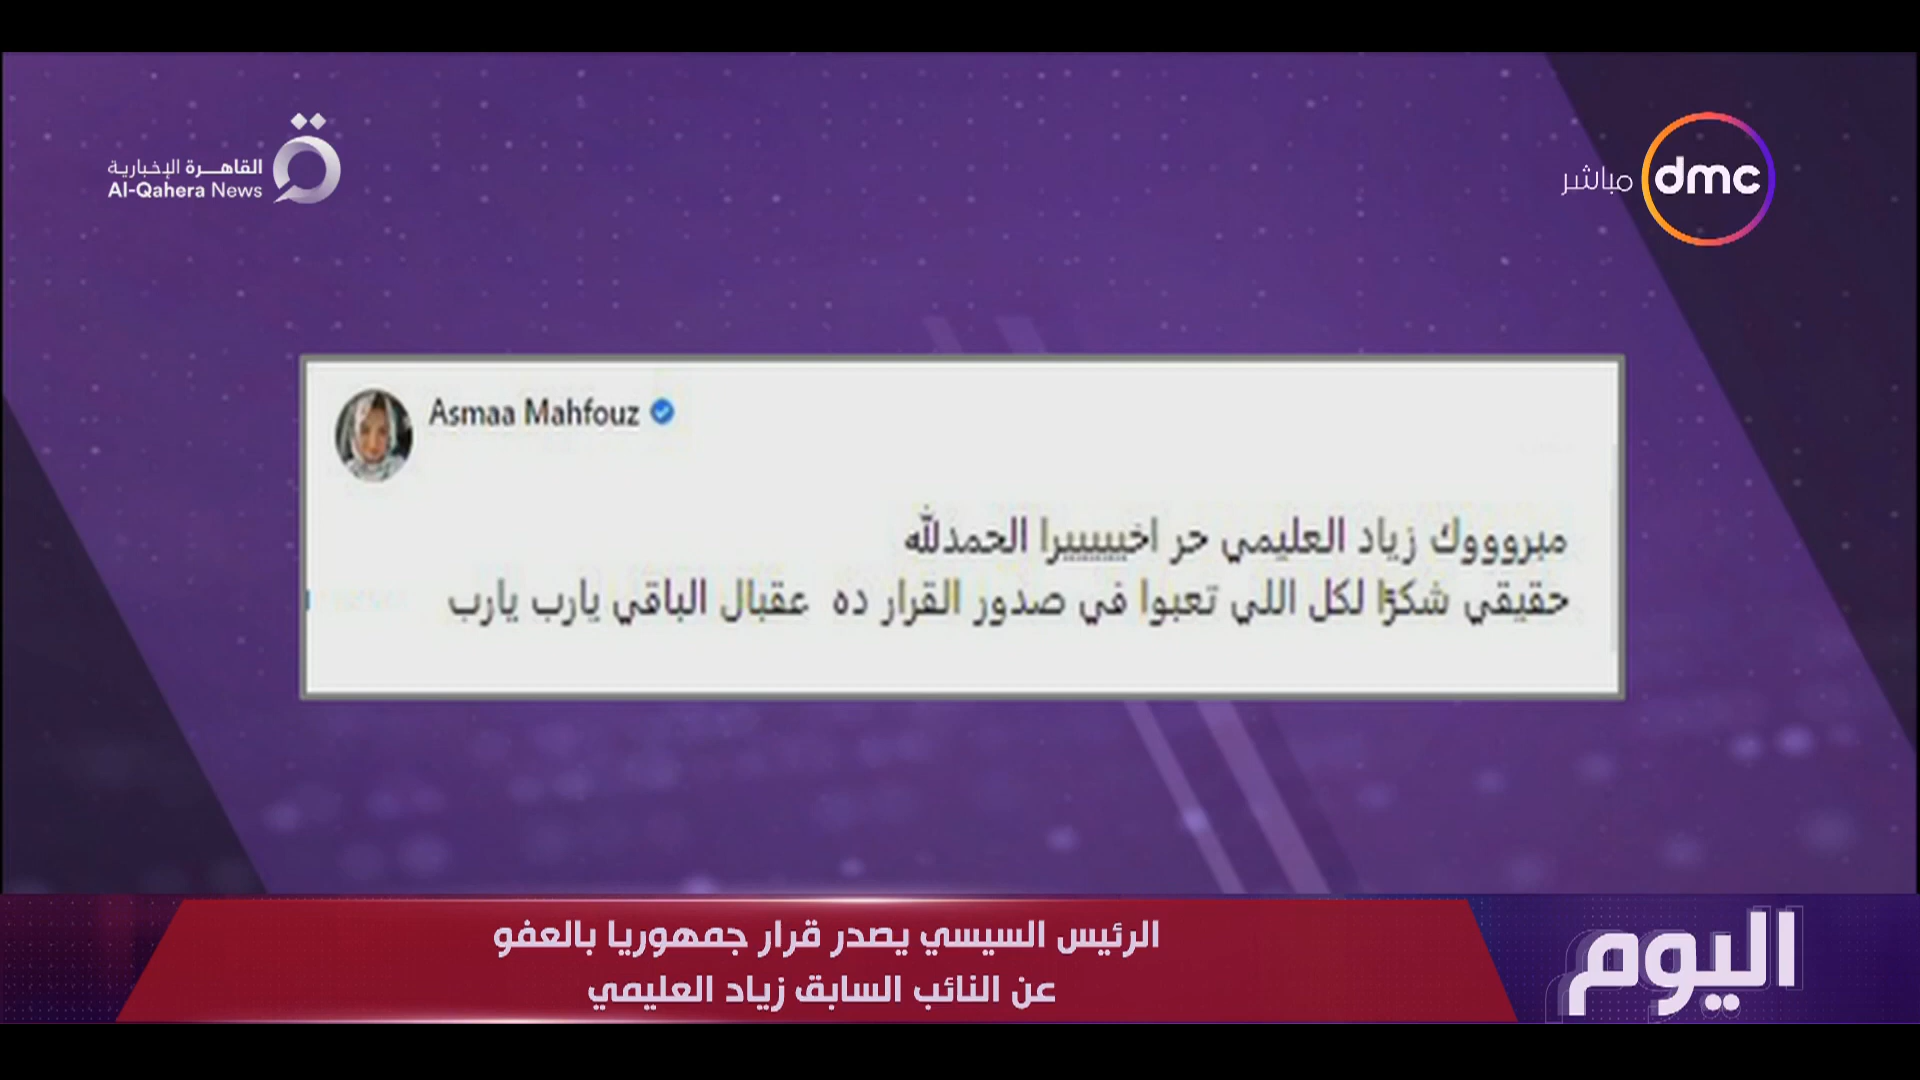 القاهرة الإخبارية
Al-Qahera News
مباشر
dmc
Asmaa Mahfouz
مبروووك زياد العليمي حر اخيييييرا الحمدلله
حقيقي شكرًا لكل اللي تعبوا في صدور القرار ده عقبال الباقي يارب يارب
الرئيس السيسي يصدر قرار جمهوريا بالعفو
عن النائب السابق زياد العليمي
اليوم